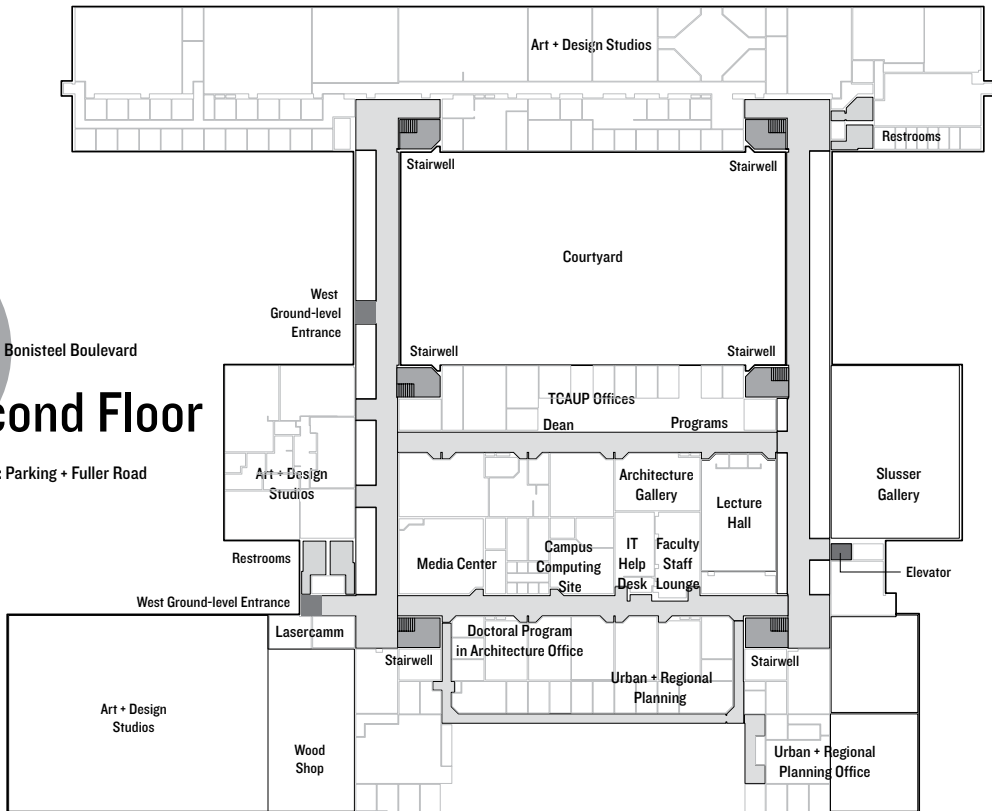 Art + Design Studios
Restrooms
Stairwell
Stairwell
Courtyard
West
Ground-level
Entrance
Bonisteel Boulevard
Stairwell
Stairwell
cond Floor
TCAUP Offices
Dean
Programs
: Parking + Fuller Road
Art + Design
Studios
Architecture
Gallery
Lecture
Hall
Slusser
Gallery
Restrooms
Media Center
Campus
Computing
Site
IT
Help
Desk
Faculty
Staff
Lounge
Elevator
West Ground-level Entrance
Lasercamm
Doctoral Program
in Architecture Office
Stairwell
Stairwell
Urban + Regional
Planning
Art + Design
Studios
Wood
Shop
Urban + Regional
Planning Office